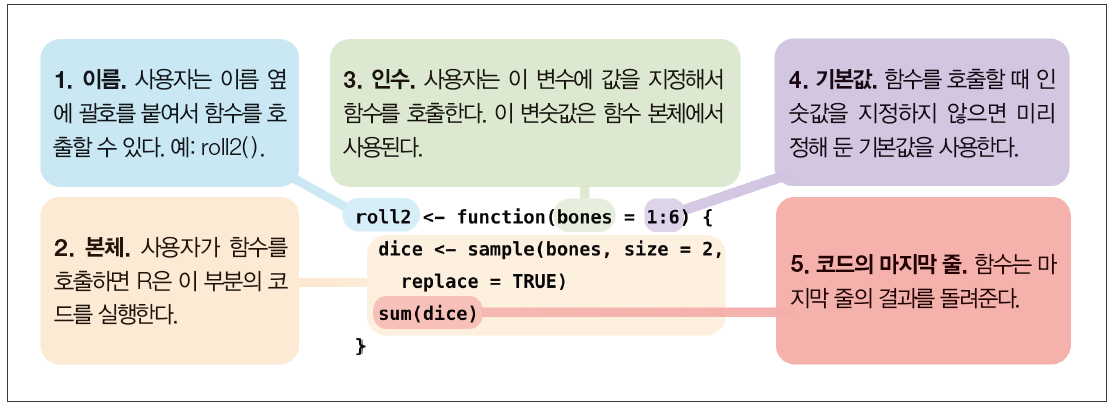 1. 이름. 사용자는 이름 옆
에 괄호를 붙여서 함수를 호
출할 수 있다. 예: roll2().
3. 인수. 사용자는 이 변수에 값을 지정해서
함수를 호출한다. 이 변숫값은 함수 본체에서
사용된다.
4. 기본값. 함수를 호출할 때 인
숫값을 지정하지 않으면 미리
정해 둔 기본값을 사용한다.
2. 본체. 사용자가 함수를
호출하면 R은 이 부분의 코
드를 실행한다.
roll2 <- function(bones = 1:6) {
dice <- sample(bones, size = 2,
replace = TRUE)
sum(dice)
}
5. 코드의 마지막 줄. 함수는 마
지막 줄의 결과를 돌려준다.